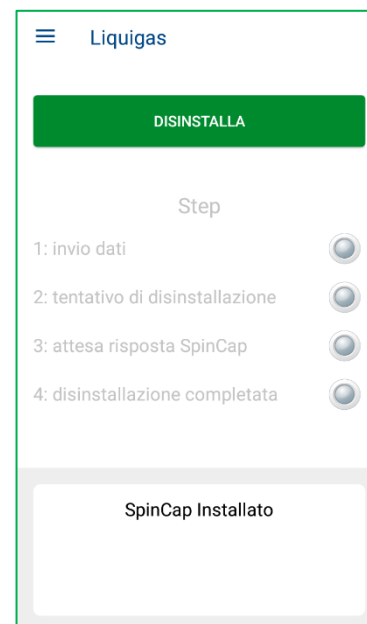 Liquigas
DISINSTALLA
Step
1: invio dati
2: tentativo di disinstallazione
3: attesa risposta SpinCap
4: disinstallazione completata
SpinCap Installato